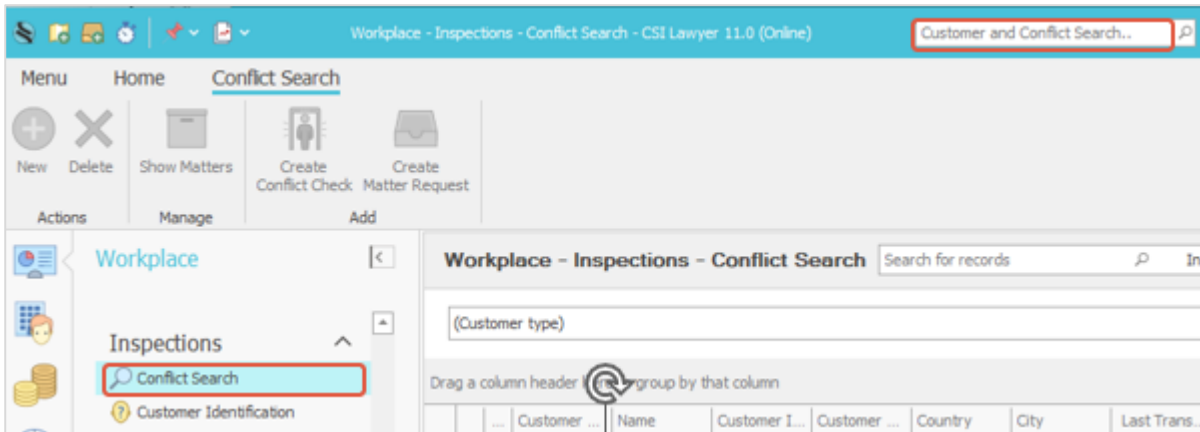 Workplace - Inspections - Conflict Search - CSI Lawyer 11.0 (Online)
Customer and Conflict Search..
Menu Home Conflict Search
New Delete Show Matters Create Conflict Check Create Matter Request
Actions Manage Add
Workplace
Workplace - Inspections - Conflict Search Search for records In
(Customer type)
Inspections
Conflict Search
Drag a column header group by that column
Customer Identification
... Customer ... Name Customer I... Customer ... Country City Last Trans